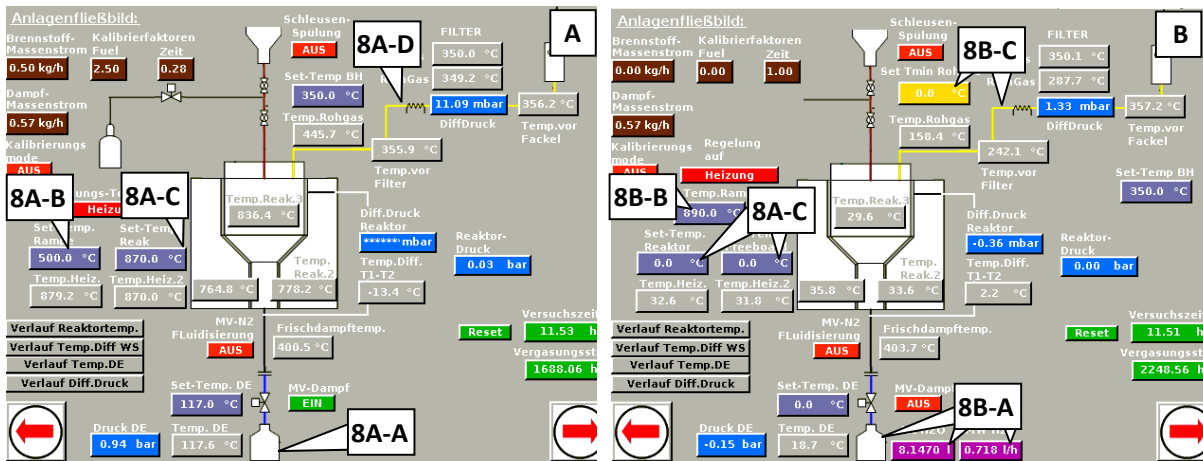 Anlagenfließbild:
A
Brennstoff-
Massenstrom
0.50 kg/h
Kalibrierfaktoren
Fuel
Zeit
2.50
0.28
Dampf-
Massenstrom
0.57 kg/h
Kalibrierungs
mode
AUS
Schleusen-
Spülung
AUS
Set-Temp BH
350.0 °C
Temp.Rohgas
445.7 °C
8A-D
FILTER
350.0 °C
349.2 °C
11.09 mbar
DiffDruck
356.2 °C
Temp.vor
Fackel
355.9 °C
Temp.vor
Filter
8A-B
8A-C
Set-Temp.
500.0 °C
870.0 °C
Temp.Heiz.
879.2 °C
Temp.Heiz.2
870.0 °C
Temp.Reak.3
836.4 °C
Temp.
Reak.2
764.8 °C
778.2 °C
Diff.Druck
Reaktor
mbar
Temp.Diff.
T1-T2
-13.4 °C
Reaktor-
Druck
0.03 bar
Verlauf Reaktortemp.
Verlauf Temp.Diff WS
Verlauf Temp.DE
Verlauf Diff.Druck
MV-N2
FLuidisierung
AUS
Frischdampftemp.
400.5 °C
Reset
Versuchszeit
11.53 h
Vergasungsst
1688.06 h
Set-Temp. DE
117.0 °C
MV-Dampf
EIN
8A-A
Druck DE
0.94 bar
Temp. DE
117.6 °C
Anlagenfließbild:
B
Brennstoff-
Massenstrom
0.00 kg/h
Kalibrierfaktoren
Fuel
Zeit
0.00
1.00
Dampf-
Massenstrom
0.57 kg/h
Kalibrierungs
mode
AUS
Regelung
auf
Heizung
Schleusen-
Spülung
AUS
8B-C
Set Tmin Roh
0.0 °C
Temp.Rohgas
158.4 °C
FILTER
350.1 °C
287.7 °C
1.33 mbar
DiffDruck
357.2 °C
Temp.vor
Fackel
242.1 °C
Temp.vor
Filter
Set-Temp BH
350.0 °C
8B-B
8A-C
890.0 °C
Set-Temp.
Reaktor
0.0 °C
0.0 °C
Temp.Heiz.
32.6 °C
Temp.Heiz.2
31.8 °C
Temp.Reak.3
29.6 °C
Temp.
Reak.2
35.8 °C
33.6 °C
Diff.Druck
Reaktor
-0.36 mbar
Temp.Diff.
T1-T2
2.2 °C
Reaktor-
Druck
0.00 bar
Verlauf Reaktortemp.
Verlauf Temp.Diff WS
Verlauf Temp.DE
Verlauf Diff.Druck
MV-N2
FLuidisierung
AUS
Frischdampftemp.
403.7 °C
Reset
Versuchszeit
11.51 h
Vergasungsst
2248.56 h
Set-Temp. DE
0.0 °C
MV-Dampf
AUS
8B-A
Druck DE
-0.15 bar
Temp. DE
18.7 °C
8.1470 l
0.718 l/h